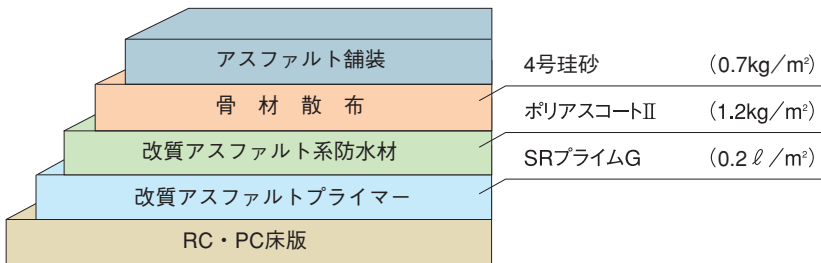 アスファルト舗装
4号珪砂 (0.7kg/m²)
骨材散布
ポリアスコートⅡ (1.2kg/m²)
改質アスファルト系防水材
SRプライムG (0.2ℓ/m²)
改質アスファルトプライマー
RC・PC床版